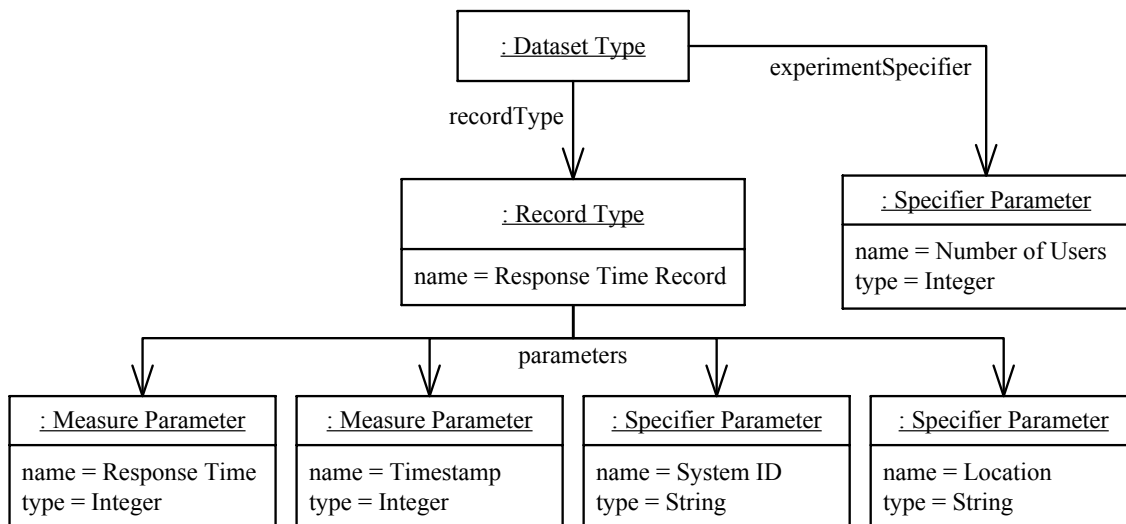 : Dataset Type
experimentSpecifier
recordType
: Record Type
name = Response Time Record
: Specifier Parameter
name = Number of Users
type = Integer
parameters
: Measure Parameter
name = Response Time
type = Integer
: Measure Parameter
name = Timestamp
type = Integer
: Specifier Parameter
name = System ID
type = String
: Specifier Parameter
name = Location
type = String